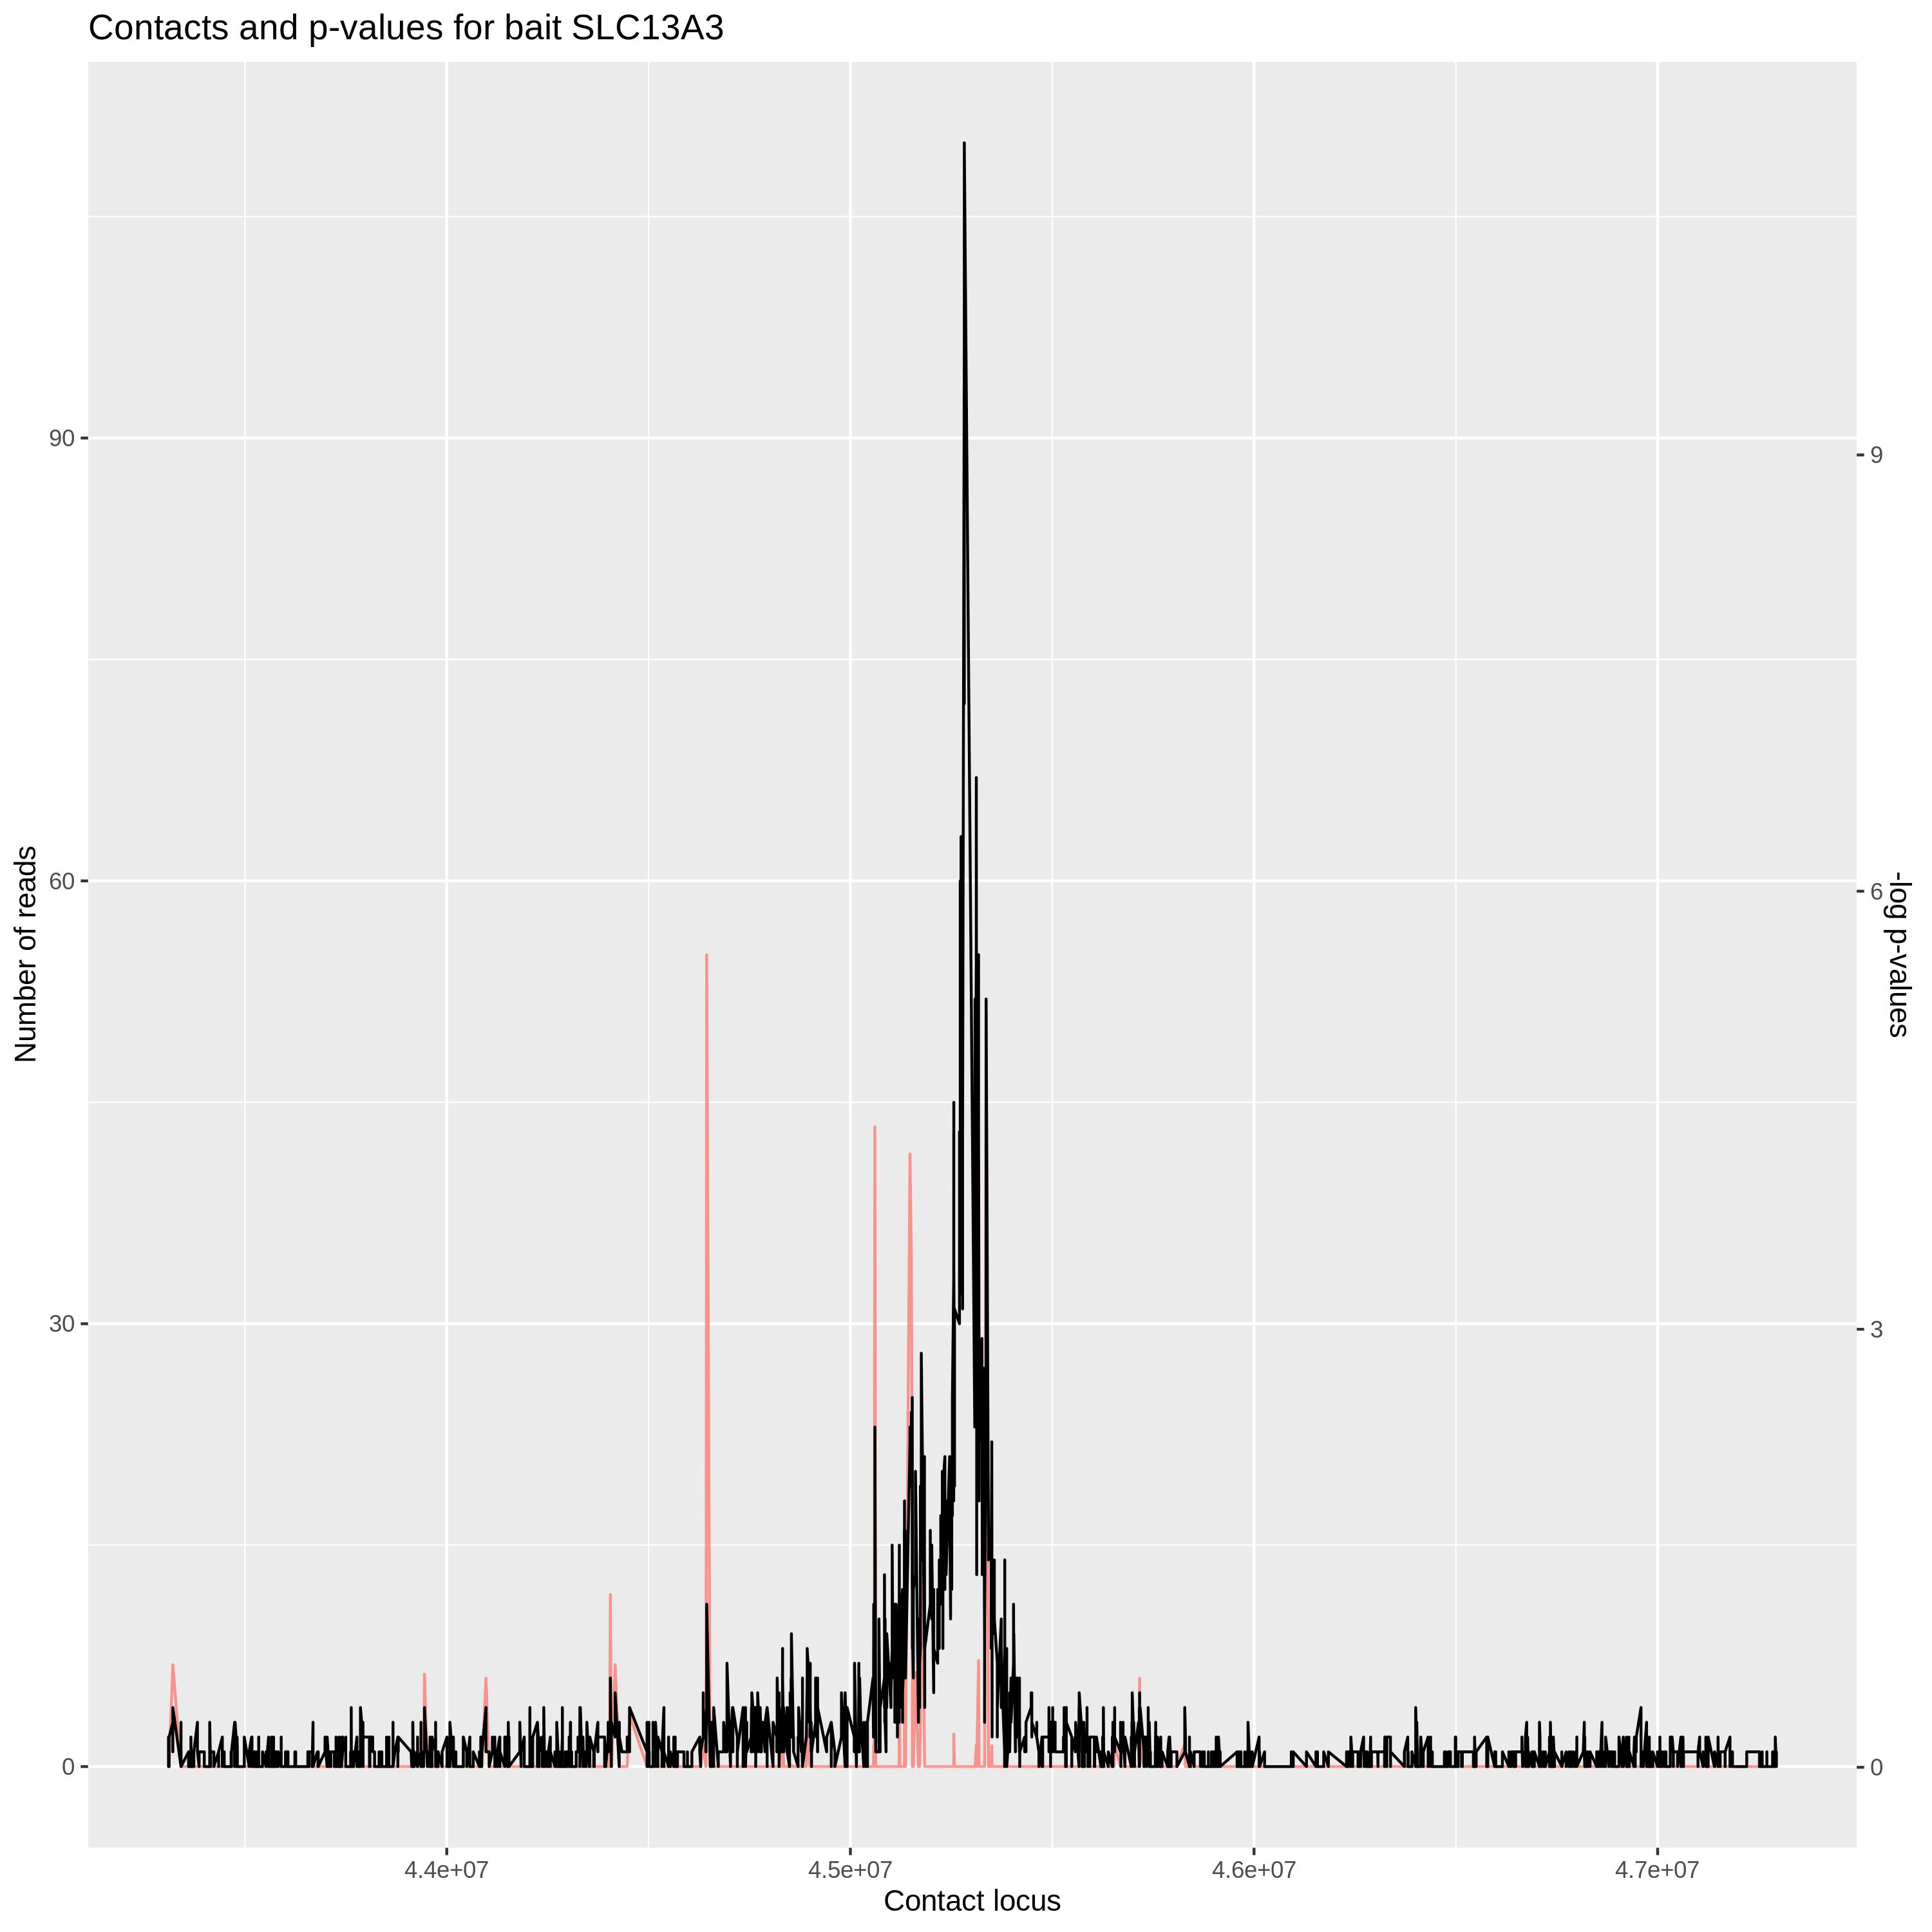 Contacts and p-values for bait SLC13A3
Number of reads
90
60
30
0
9
6
3
0
-log p-values
4.4e+07
4.5e+07
4.6e+07
4.7e+07
Contact locus